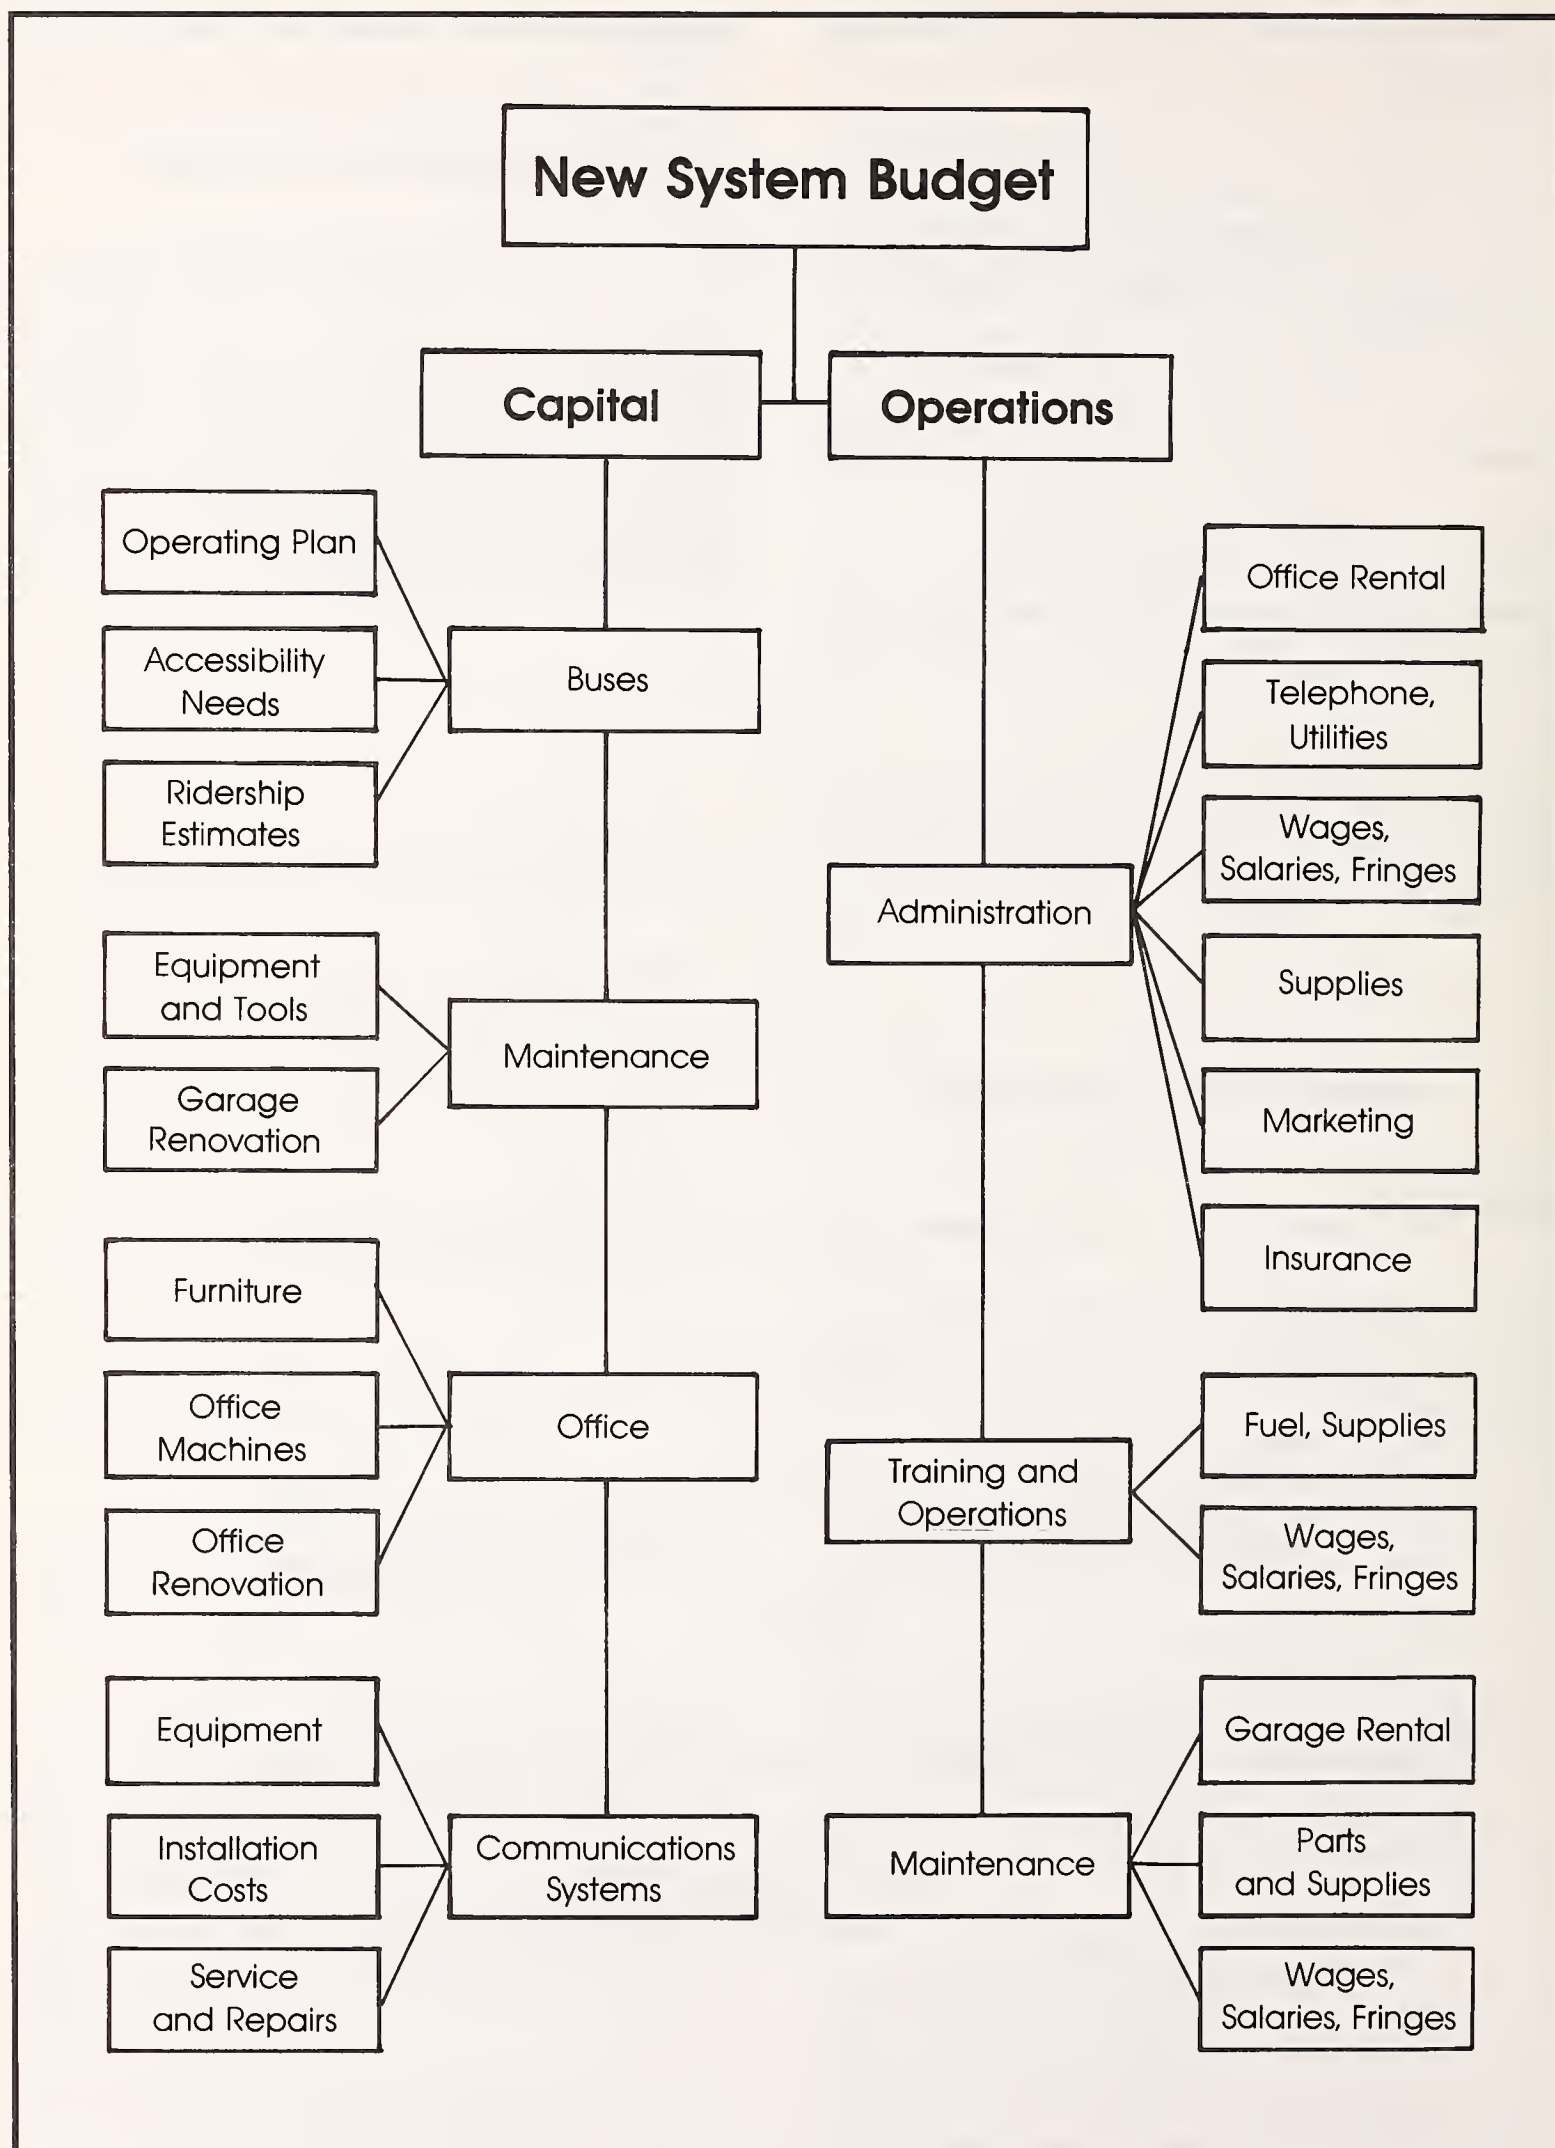 New System Budget
Capital
Operations
Operating Plan
Accessibility
Needs
Ridership
Estimates
Buses
Equipment
and Tools
Garage
Renovation
Maintenance
Furniture
Office
Machines
Office
Renovation
Office
Equipment
Installation
Costs
Service
and Repairs
Communications
Systems
Administration
Office Rental
Telephone,
Utilities
Wages,
Salaries, Fringes
Supplies
Marketing
Insurance
Training and
Operations
Fuel, Supplies
Wages,
Salaries, Fringes
Maintenance
Garage Rental
Parts
and Supplies
Wages,
Salaries, Fringes